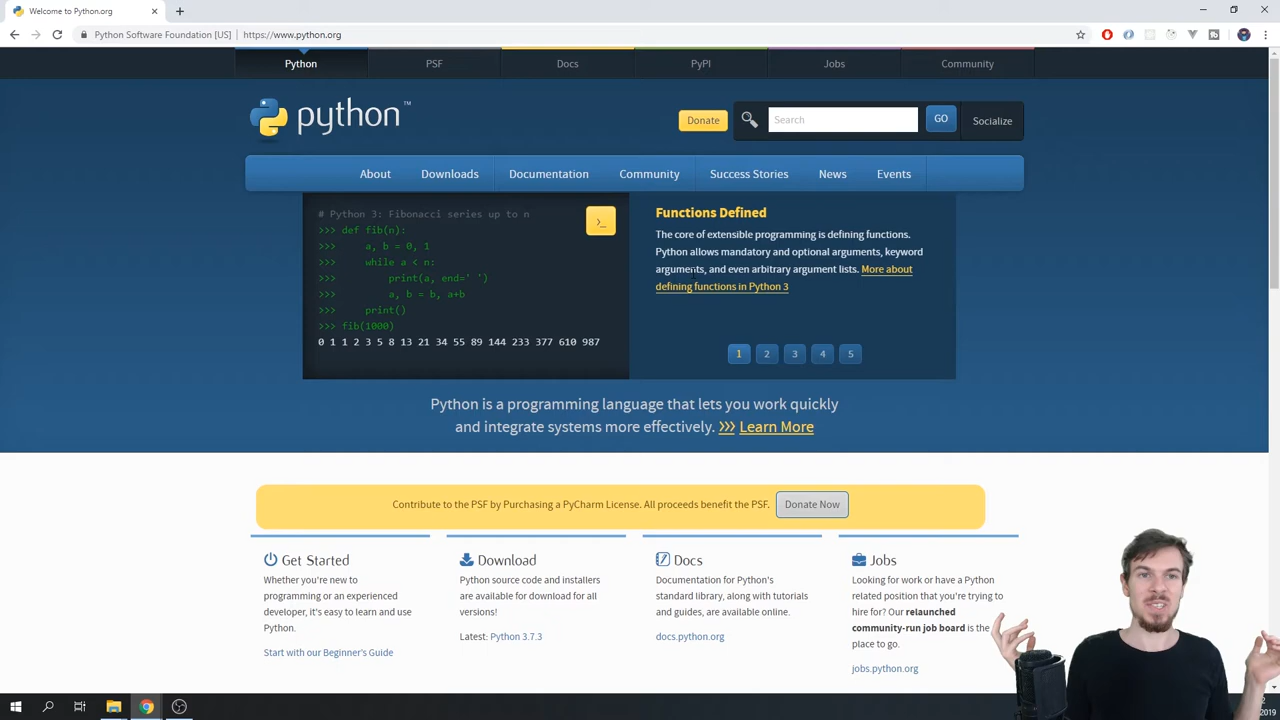 Welcome to Python.org
Python Software Foundation [US] https://www.python.org
Python PSF Docs PyPI Jobs Community
python™
Donate Search GO Socialize
About Downloads Documentation Community Success Stories News Events
# Python 3: Fibonacci series up to n
>>> def fib(n):
>>>     a, b = 0, 1
>>>     while a < n:
>>>         print(a, end=' ')
>>>         a, b = b, a+b
>>>     print()
>>> fib(1000)
0 1 1 2 3 5 8 13 21 34 55 89 144 233 377 610 987
>_
Functions Defined
The core of extensible programming is defining functions.
Python allows mandatory and optional arguments, keyword
arguments, and even arbitrary argument lists. More about
defining functions in Python 3
1 2 3 4 5
Python is a programming language that lets you work quickly
and integrate systems more effectively. >>> Learn More
Contribute to the PSF by Purchasing a PyCharm License. All proceeds benefit the PSF. Donate Now
Get Started
Whether you're new to
programming or an experienced
developer, it's easy to learn and use
Python.
Start with our Beginner's Guide
Download
Python source code and installers
are available for download for all
versions!
Latest: Python 3.7.3
Docs
Documentation for Python's
standard library, along with tutorials
and guides, are available online.
docs.python.org
Jobs
Looking for work or have a Python
related position that you're trying to
hire for? Our relaunched
community-run job board is the
place to go.
jobs.python.org
2019